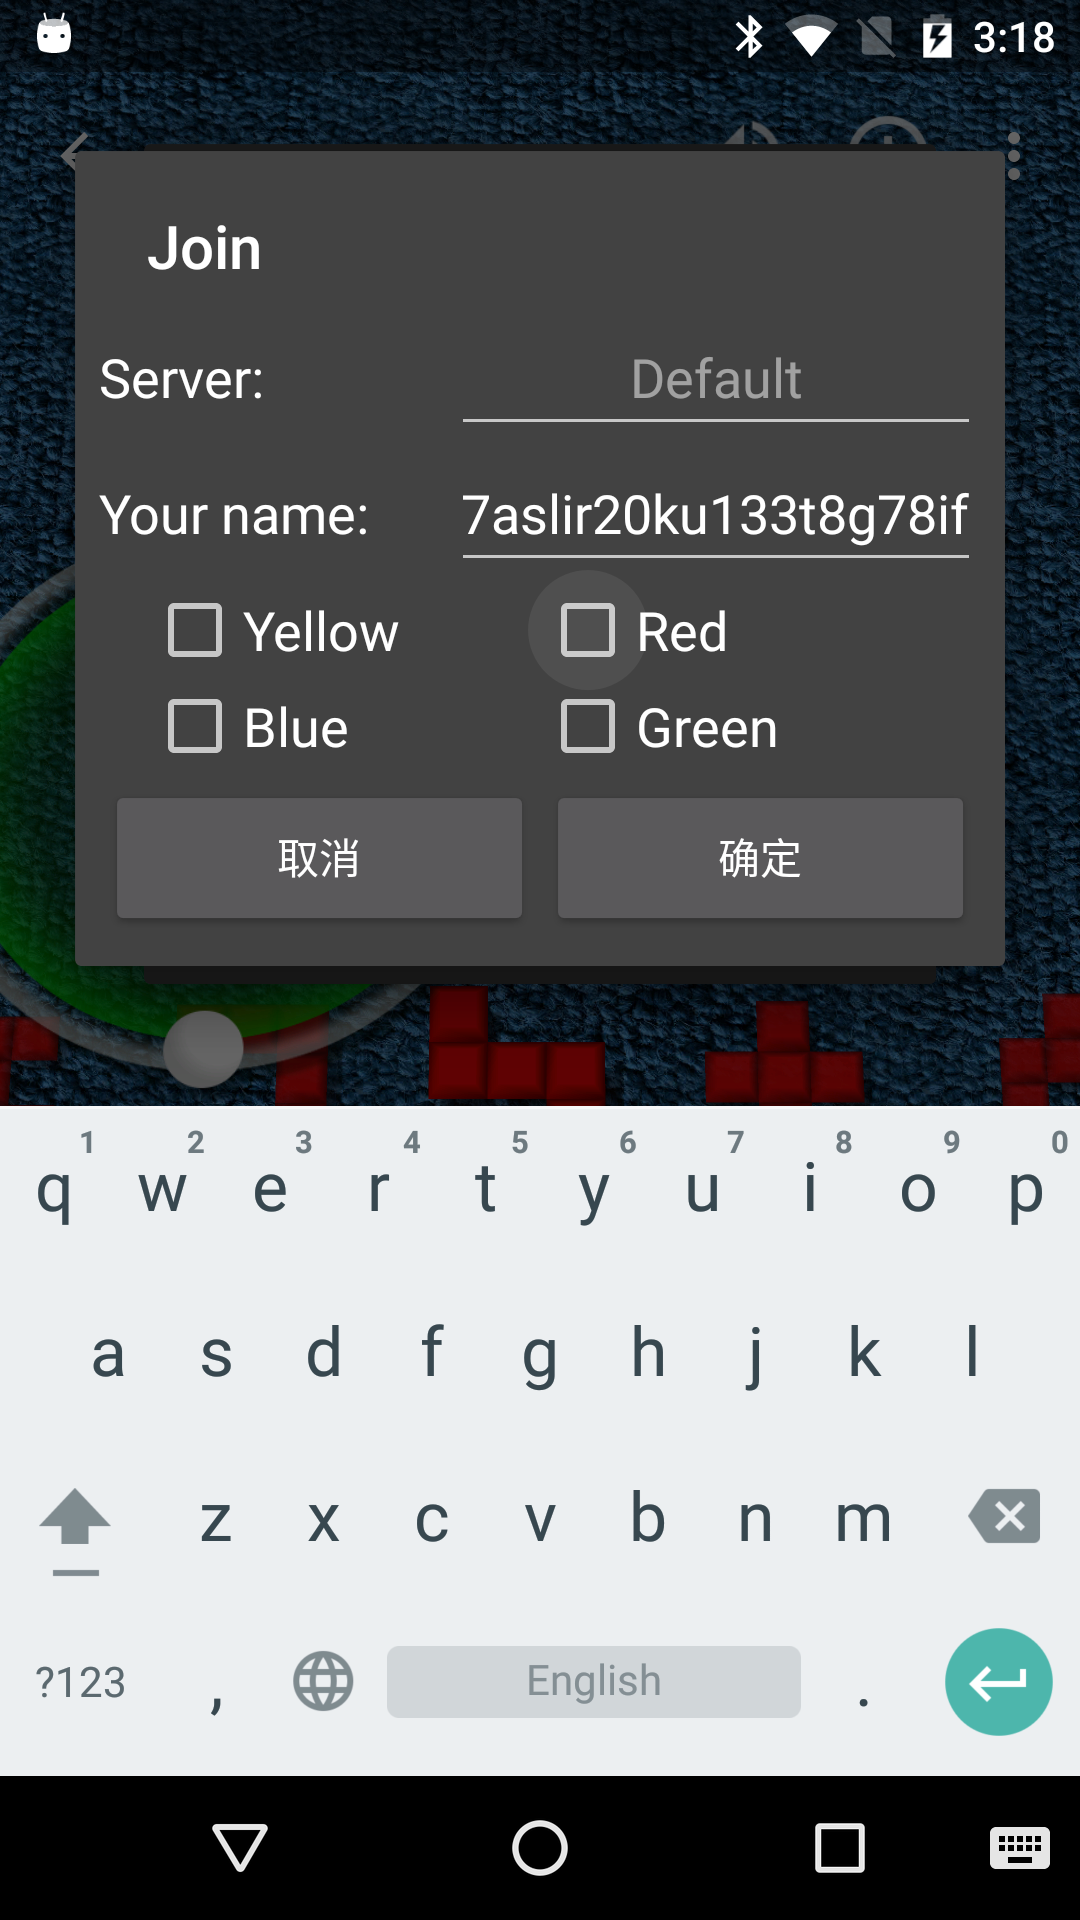 3:18
Join
Server: Default
Your name: 7aslir20ku133t8g78if
Yellow Red
Blue Green
取消 确定
1 2 3 4 5 6 7 8 9 0
q w e r t y u i o p
a s d f g h j k l
z x c v b n m
?123 , English .